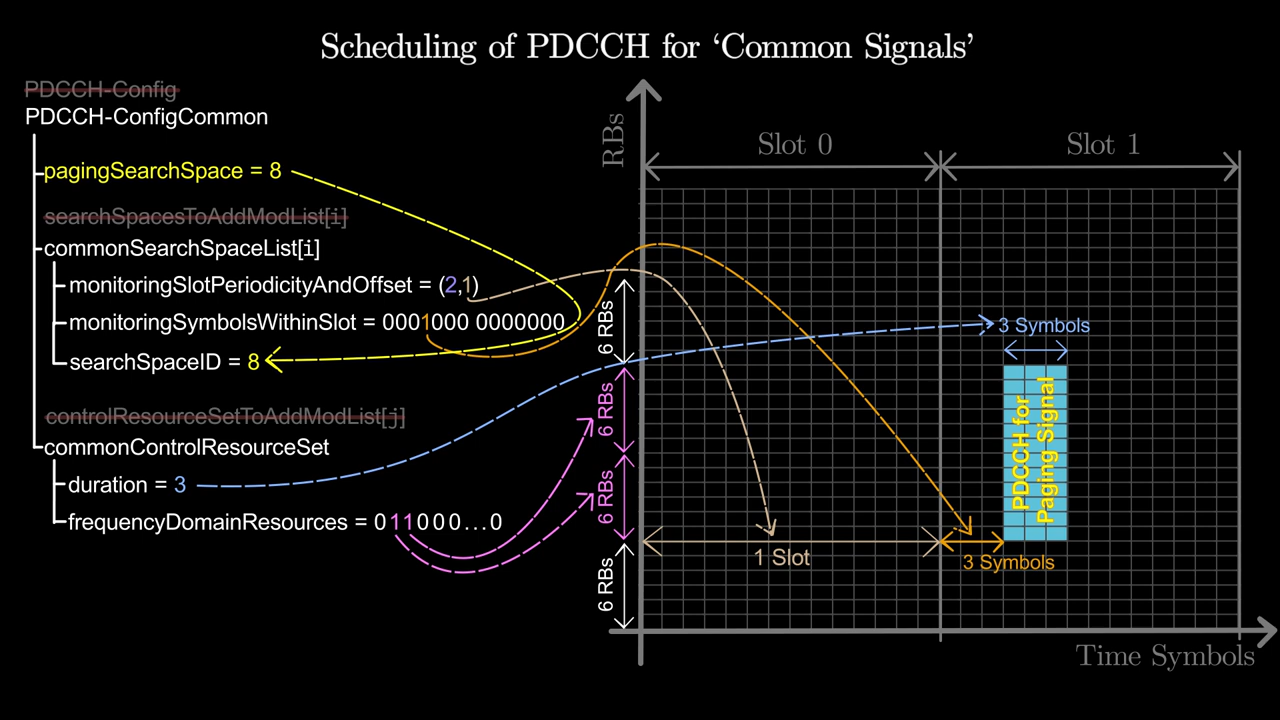 Scheduling of PDCCH for ‘Common Signals’
PDCCH-Config
PDCCH-ConfigCommon
pagingSearchSpace = 8
searchSpacesToAddModList[i]
commonSearchSpaceList[i]
monitoringSlotPeriodicityAndOffset = (2,1)
monitoringSymbolsWithinSlot = 0001000 0000000
searchSpaceID = 8
controlResourceSetToAddModList[j]
commonControlResourceSet
duration = 3
frequencyDomainResources = 011000...0
RBs
Slot 0
Slot 1
6 RBs
6 RBs
6 RBs
6 RBs
3 Symbols
PDCCH for
Paging Signal
1 Slot
3 Symbols
Time Symbols